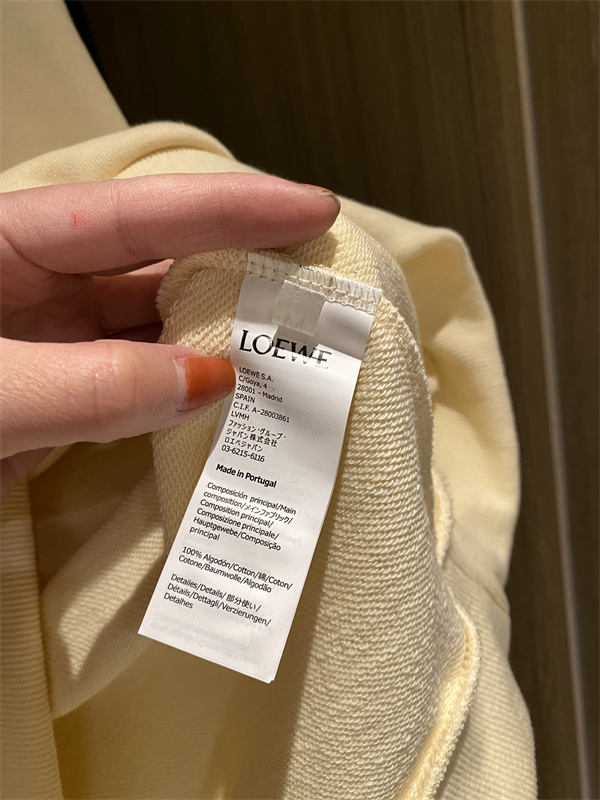 M
LOEWE
LOEWE S.A.
C/Goya, 4
28001 - Madrid
SPAIN
C.I.F. A-28003861
LVMH
ファッション・グループ・
ジャパン株式会社
ロエベジャパン
03-6215-6116
Made in Portugal
Composición principal/Main
composition/メインファブリック/
Composition principal/
Composizione principale/
Hauptgewebe/Composição
principal
100% Algodón/Cotton/綿/Coton/
Cotone/Baumwolle/Algodão
Detailes/Details/部分使い/
Détails/Dettagli/Verzierungen/
Detalhes